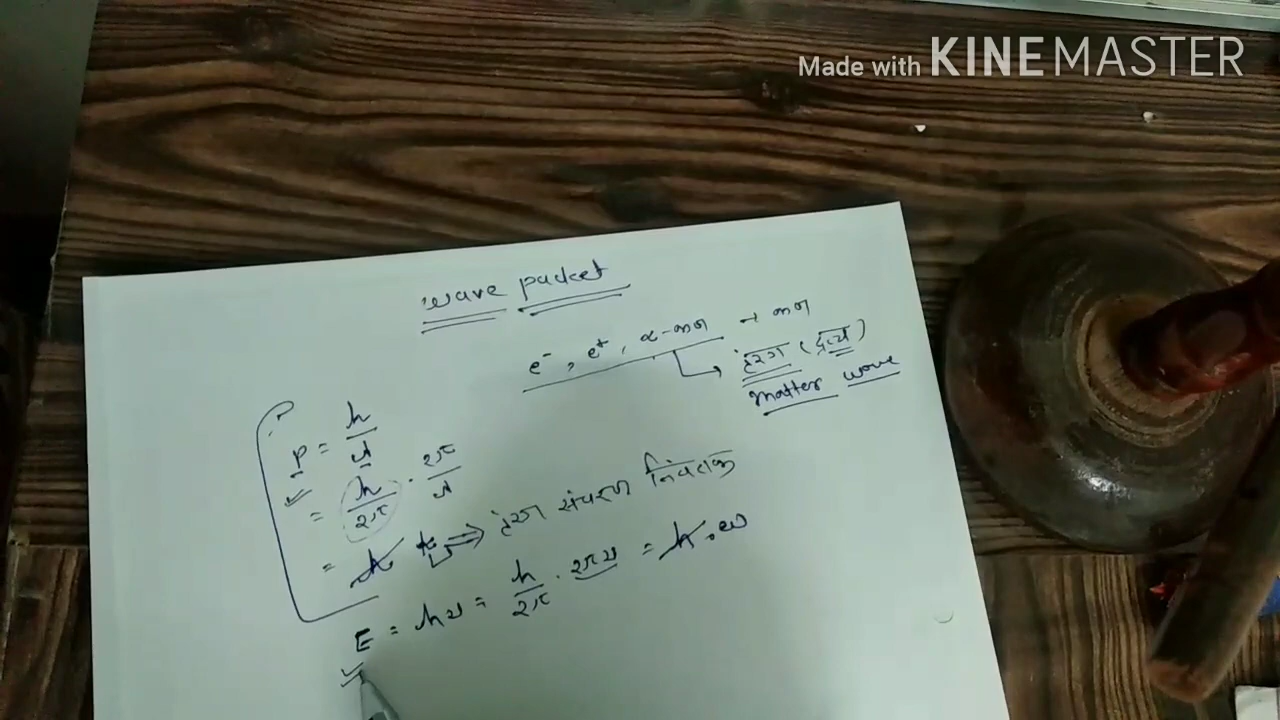 Made with KINEMASTER
wave packet
e⁻, e⁺, α-कण → कण
तरंग (द्रव्य)
matter wave
p = h/λ
= h/2π · 2π/λ
= ħ k ⇒ तरंग संचरण नियतांक
E = hν = h/2π · 2πν = ħ.ω